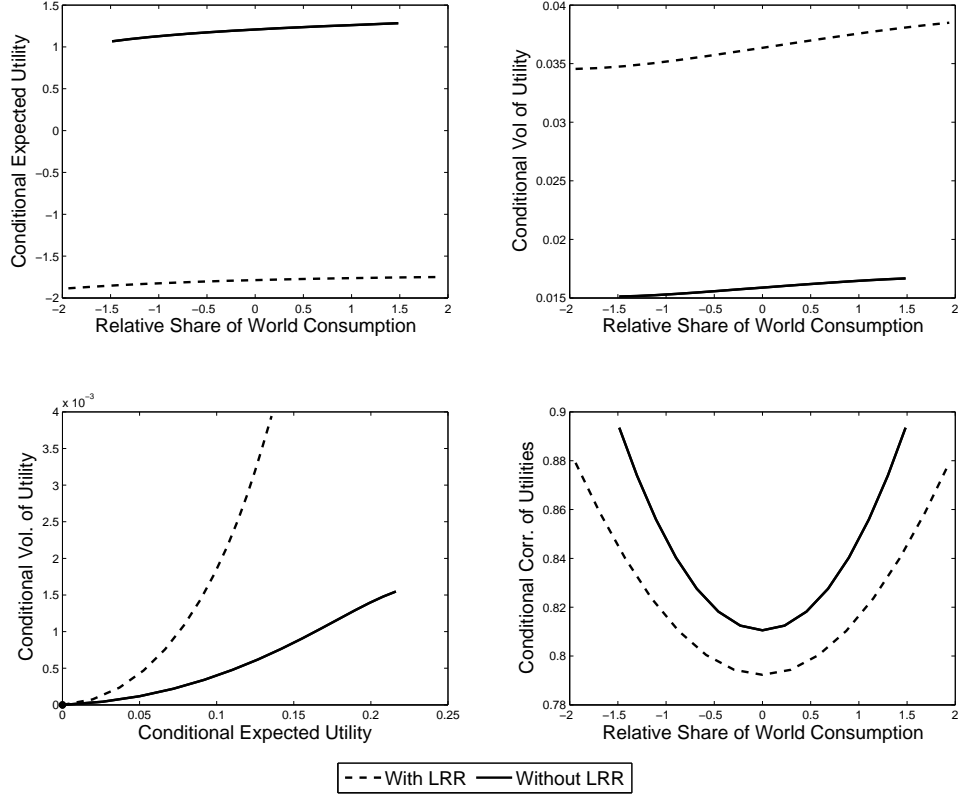 1.5
1
0.5
0
−0.5
−1
−1.5
−2
−2 −1.5 −1 −0.5 0 0.5 1 1.5 2
Relative Share of World Consumption
Conditional Expected Utility
0.04
0.035
0.03
0.025
0.02
0.015
−2 −1.5 −1 −0.5 0 0.5 1 1.5 2
Relative Share of World Consumption
Conditional Vol of Utility
x 10−3
4
3.5
3
2.5
2
1.5
1
0.5
0
0 0.05 0.1 0.15 0.2 0.25
Conditional Expected Utility
Conditional Vol. of Utility
0.9
0.88
0.86
0.84
0.82
0.8
0.78
−2 −1.5 −1 −0.5 0 0.5 1 1.5 2
Relative Share of World Consumption
Conditional Corr. of Utilities
With LRR Without LRR